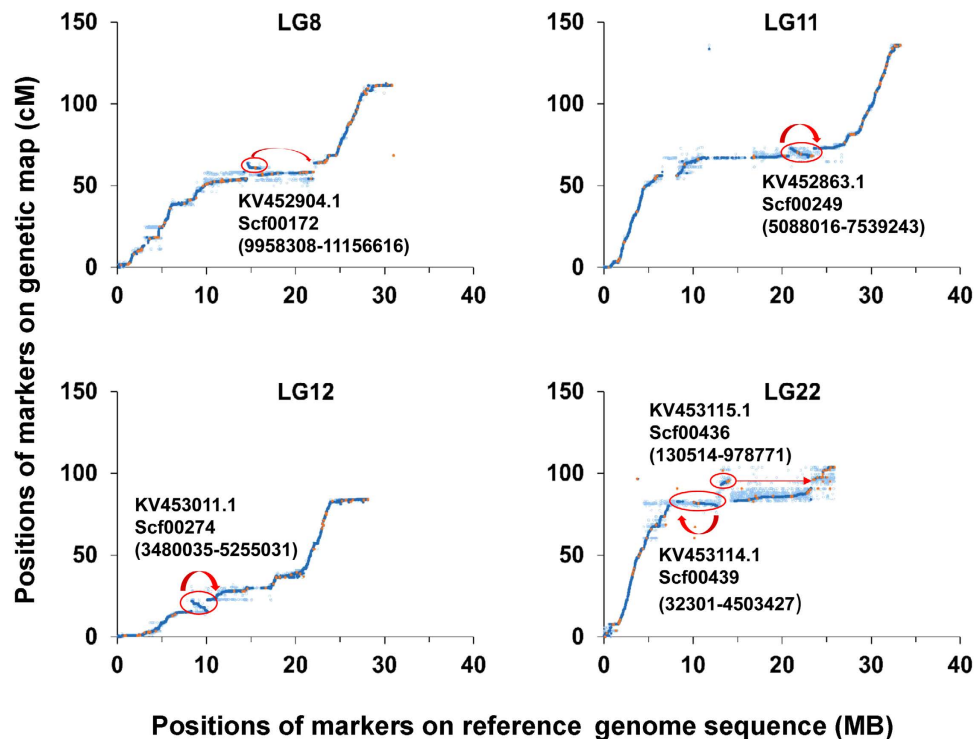 Positions of markers on genetic map (cM)
LG8
150
100
50
0
KV452904.1
Scf00172
(9958308-11156616)
0 10 20 30 40
LG11
150
100
50
0
KV452863.1
Scf00249
(5088016-7539243)
0 10 20 30 40
LG12
150
100
50
0
KV453011.1
Scf00274
(3480035-5255031)
0 10 20 30 40
LG22
150
100
50
0
KV453115.1
Scf00436
(130514-978771)
KV453114.1
Scf00439
(32301-4503427)
0 10 20 30 40
Positions of markers on reference genome sequence (MB)